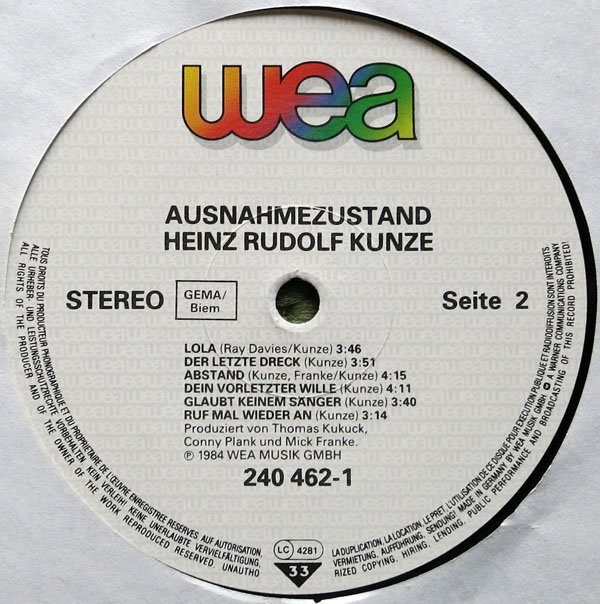 wea
AUSNAHMEZUSTAND
HEINZ RUDOLF KUNZE
STEREO
GEMA/
Biem
Seite 2
LOLA (Ray Davies/Kunze) 3:46
DER LETZTE DRECK (Kunze) 3:51
ABSTAND (Kunze, Franke/Kunze) 4:15
DEIN VORLETZTER WILLE (Kunze) 4:11
GLAUBT KEINEM SÄNGER (Kunze) 3:40
RUF MAL WIEDER AN (Kunze) 3:14
Produziert von Thomas Kukuck,
Conny Plank und Mick Franke.
℗ 1984 WEA MUSIK GMBH
240 462-1
TOUS DROITS DU PRODUCTEUR PHONOGRAPHIQUE ET DU PROPRIETAIRE DE L'ŒUVRE ENREGISTREE RESERVES. SAUF AUTORISATION,
ALLE URHEBER- UND LEISTUNGSSCHUTZRECHTE VORBEHALTEN. KEIN VERLEIH! KEINE UNERLAUBTE VERVIELFÄLTIGUNG,
ALL RIGHTS OF THE PRODUCER AND OF THE OWNER OF THE WORK REPRODUCED RESERVED. UNAUTHO
LC 4281
33
LA DUPLICATION, LA LOCATION, LE PRET, L'UTILISATION DE CE DISQUE POUR EXECUTION PUBLIQUE ET RADIODIFFUSION SONT INTERDITS
VERMIETUNG, AUFFÜHRUNG, SENDUNG! MADE IN GERMANY BY WEA MUSIK GMBH A WARNER COMMUNICATIONS COMPANY
RIZED COPYING, HIRING, LENDING, PUBLIC PERFORMANCE AND BROADCASTING OF THIS RECORD PROHIBITED!